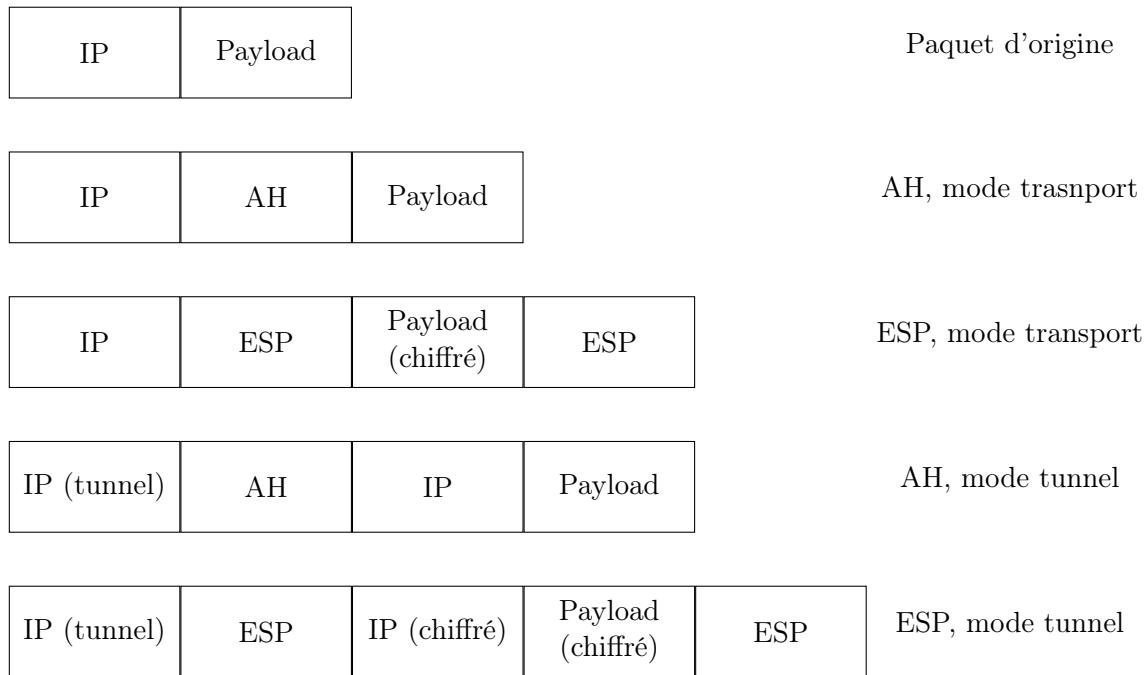 IP
Payload
Paquet d'origine
IP
AH
Payload
AH, mode trasnport
IP
ESP
Payload
(chiffré)
ESP
ESP, mode transport
IP (tunnel)
AH
IP
Payload
AH, mode tunnel
IP (tunnel)
ESP
IP (chiffré)
Payload
(chiffré)
ESP
ESP, mode tunnel